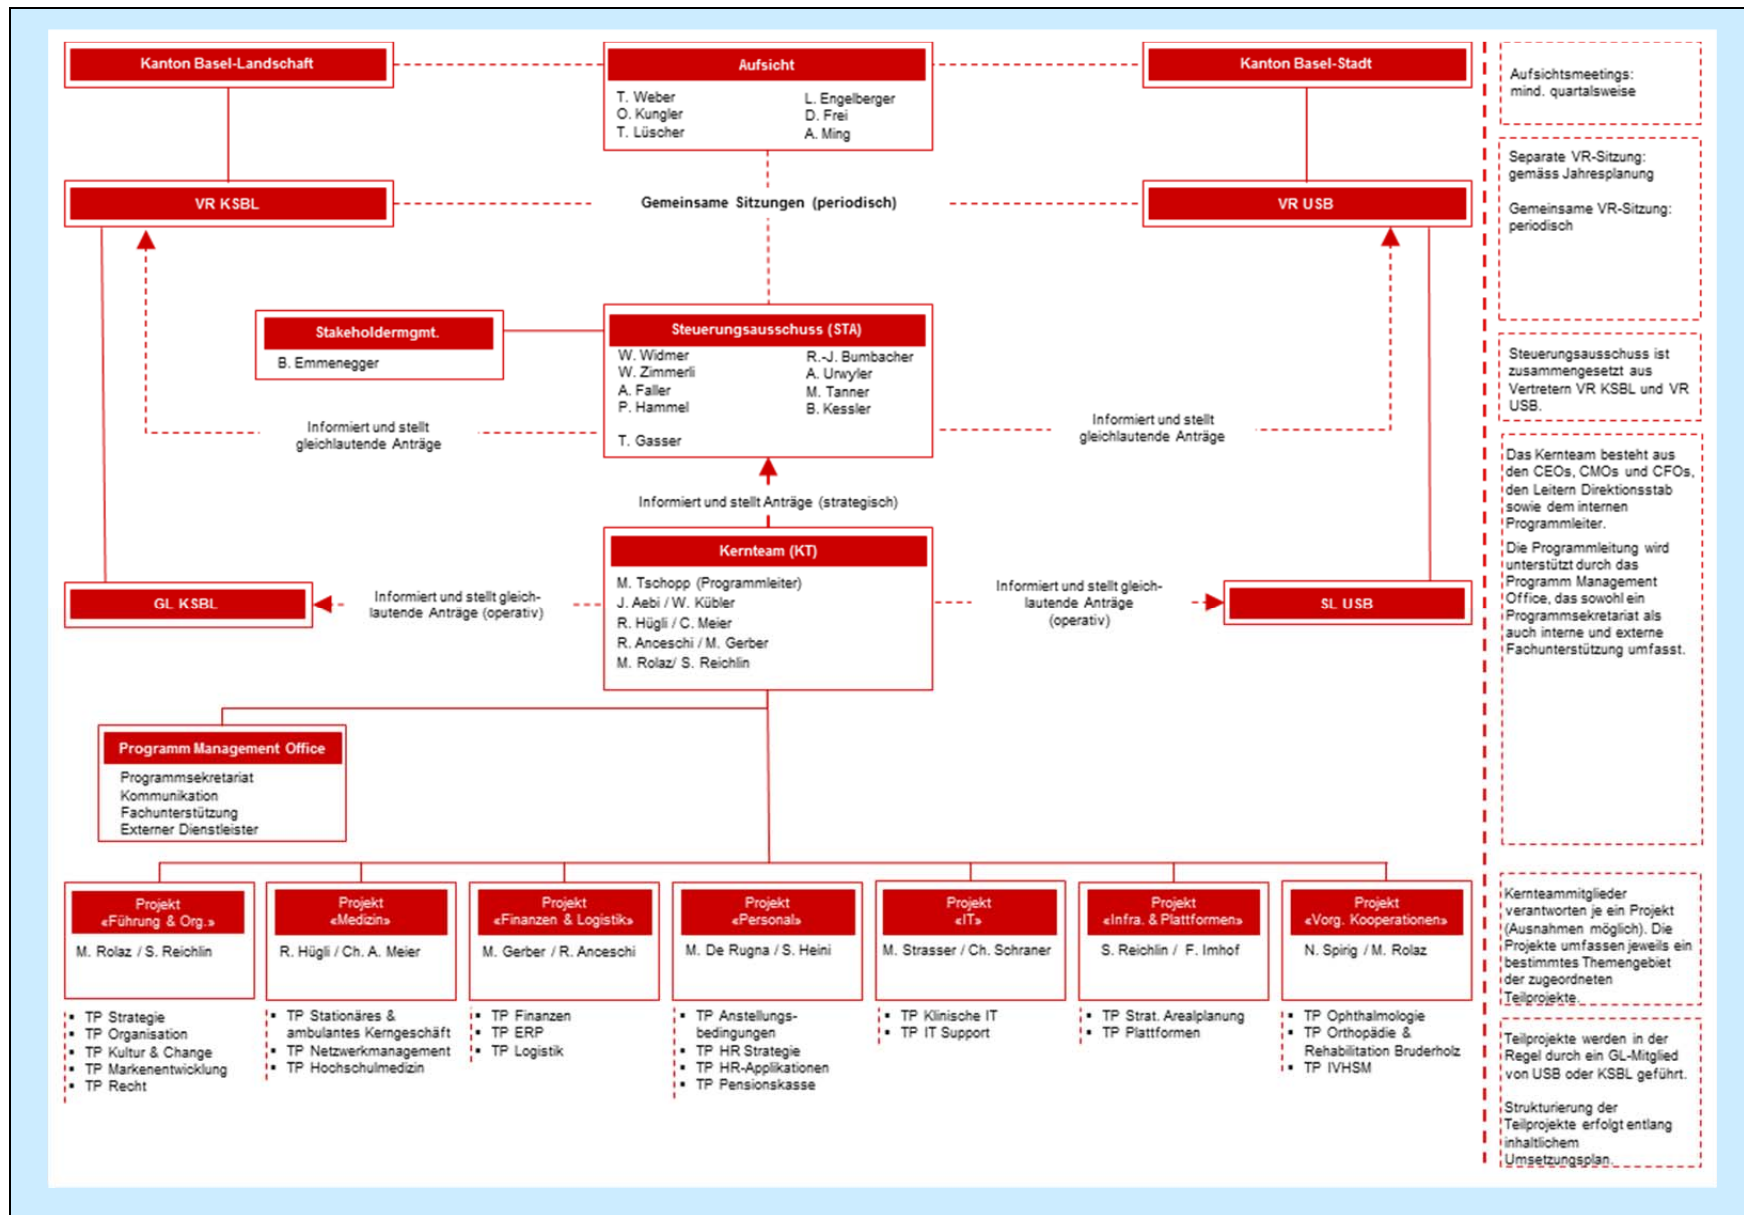 Kanton Basel-Landschaft
Aufsicht
Kanton Basel-Stadt
T. Weber
O. Kungler
T. Lüscher
L. Engelberger
D. Frei
A. Ming
Aufsichtsmeetings:
mind. quartalsweise
VR KSBL
Gemeinsame Sitzungen (periodisch)
VR USB
Separate VR-Sitzung:
gemäss Jahresplanung
Gemeinsame VR-Sitzung:
periodisch
Stakeholdermgmt.
B. Emmenegger
Steuerungsausschuss (STA)
W. Widmer
W. Zimmerli
A. Faller
P. Hammel
T. Gasser
R.-J. Bumbacher
A. Urwyler
M. Tanner
B. Kessler
Steuerungsausschuss ist
zusammengesetzt aus
Vertretern VR KSBL und VR
USB.
Informiert und stellt
gleichlautende Anträge
Informiert und stellt
gleichlautende Anträge
Informiert und stellt Anträge (strategisch)
Kernteam (KT)
M. Tschopp (Programmleiter)
J. Aebi / W. Kübler
R. Hügli / C. Meier
R. Anceschi / M. Gerber
M. Rolaz/ S. Reichlin
GL KSBL
Informiert und stellt gleich-
lautende Anträge (operativ)
Informiert und stellt gleich-
lautende Anträge
(operativ)
SL USB
Das Kernteam besteht aus
den CEOs, CMOs und CFOs,
den Leitern Direktionsstab
sowie dem internen
Programmleiter.
Die Programmleitung wird
unterstützt durch das
Programm Management
Office, das sowohl ein
Programmsekretariat als
auch interne und externe
Fachunterstützung umfasst.
Programm Management Office
Programmsekretariat
Kommunikation
Fachunterstützung
Externer Dienstleister
Projekt
«Führung & Org.»
M. Rolaz / S. Reichlin
▪ TP Strategie
▪ TP Organisation
▪ TP Kultur & Change
▪ TP Markenentwicklung
▪ TP Recht
Projekt
«Medizin»
R. Hügli / Ch. A. Meier
▪ TP Stationäres &
ambulantes Kerngeschäft
▪ TP Netzwerkmanagement
▪ TP Hochschulmedizin
Projekt
«Finanzen & Logistik»
M. Gerber / R. Anceschi
▪ TP Finanzen
▪ TP ERP
▪ TP Logistik
Projekt
«Personal»
M. De Rugna / S. Heini
▪ TP Anstellungs-
bedingungen
▪ TP HR Strategie
▪ TP HR-Applikationen
▪ TP Pensionskasse
Projekt
«IT»
M. Strasser / Ch. Schraner
▪ TP Klinische IT
▪ TP IT Support
Projekt
«Infra. & Plattformen»
S. Reichlin / F. Imhof
▪ TP Strat. Arealplanung
▪ TP Plattformen
Projekt
«Vorg. Kooperationen»
N. Spirig / M. Rolaz
▪ TP Ophthalmologie
▪ TP Orthopädie &
Rehabilitation Bruderholz
▪ TP IVHSM
Kernteammitglieder
verantworten je ein Projekt
(Ausnahmen möglich). Die
Projekte umfassen jeweils ein
bestimmtes Themengebiet
der zugeordneten
Teilprojekte.
Teilprojekte werden in der
Regel durch ein GL-Mitglied
von USB oder KSBL geführt.
Strukturierung der
Teilprojekte erfolgt entlang
inhaltlichem
Umsetzungsplan.